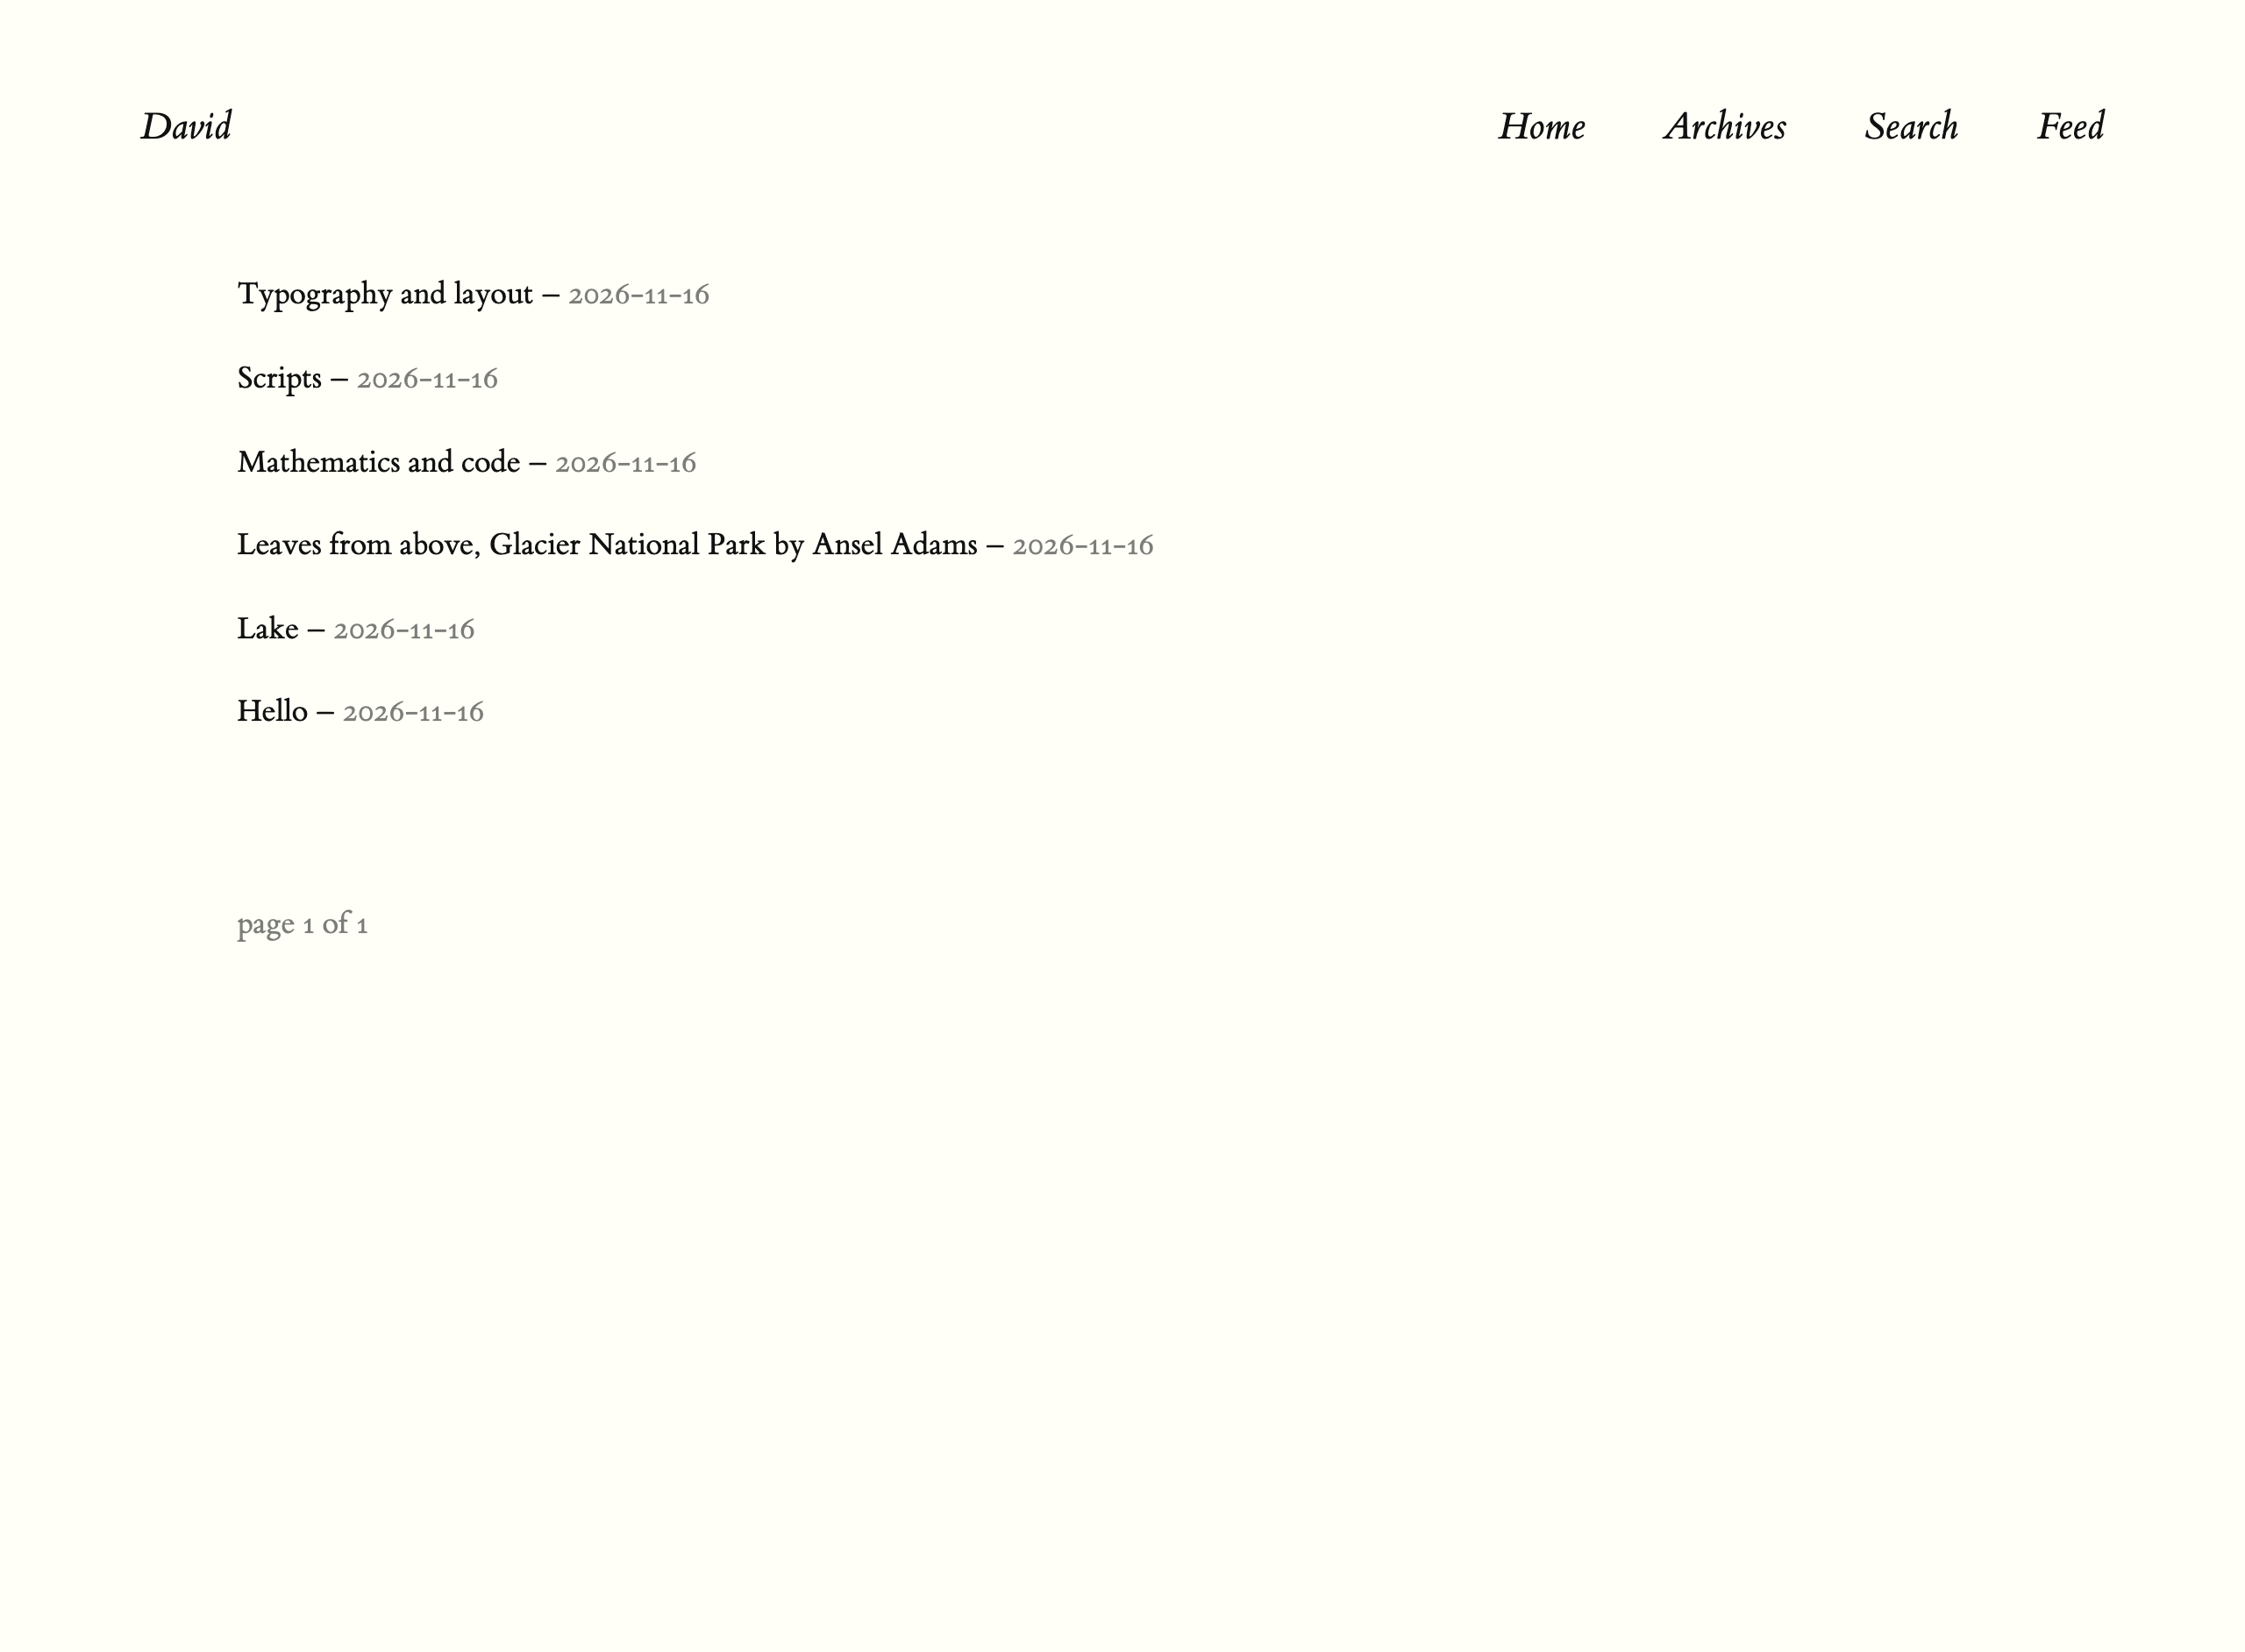 David Home Archives Search Feed
Typography and layout – 2026-11-16
Scripts – 2026-11-16
Mathematics and code – 2026-11-16
Leaves from above, Glacier National Park by Ansel Adams – 2026-11-16
Lake – 2026-11-16
Hello – 2026-11-16
page 1 of 1